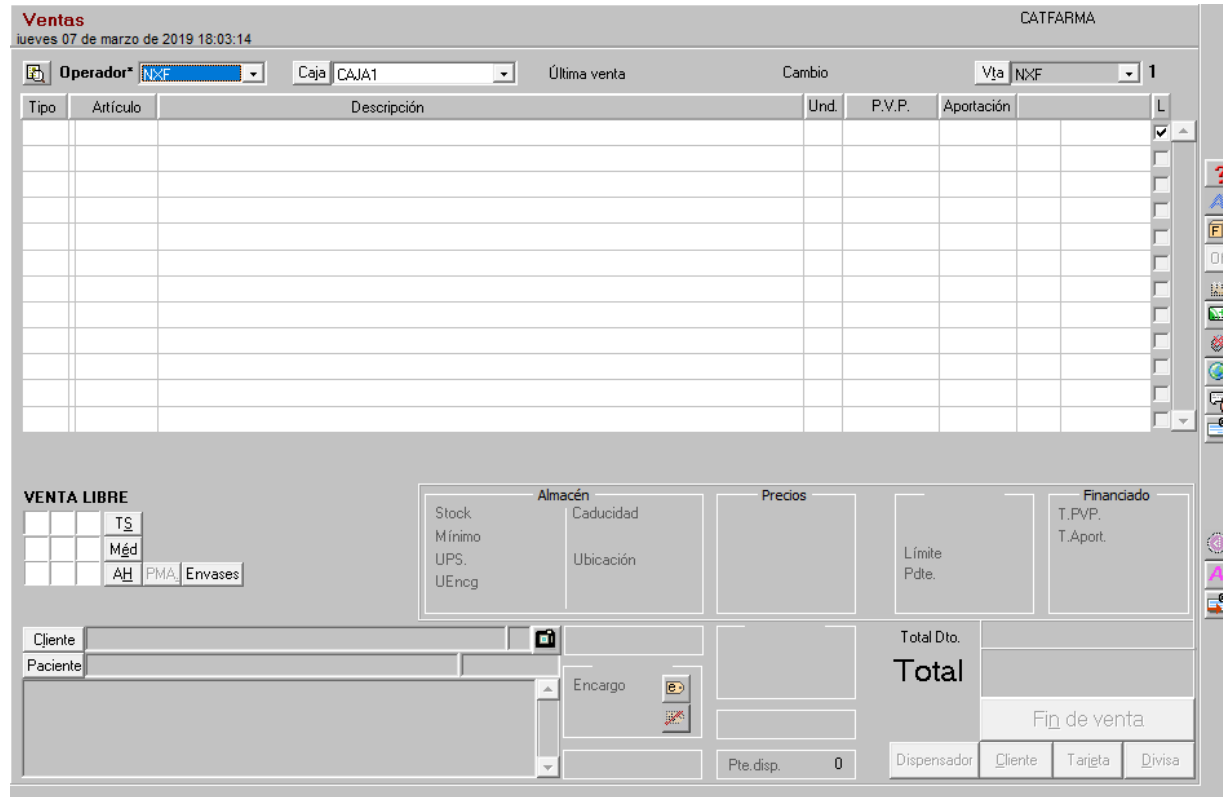 Ventas
CATFARMA
jueves 07 de marzo de 2019 18:03:14
Operador* NXF Caja CAJA1 Última venta Cambio Vta NXF 1
Tipo Artículo Descripción Und. P.V.P. Aportación L
VENTA LIBRE
TS
Méd
AH PMA Envases
Almacén
Stock Caducidad
Mínimo
UPS. Ubicación
UEncg
Precios
Límite
Pdte.
Financiado
T.PVP.
T.Aport.
Cliente
Paciente
Encargo
Pte.disp. 0
Total Dto.
Total
Fin de venta
Dispensador Cliente Tarjeta Divisa